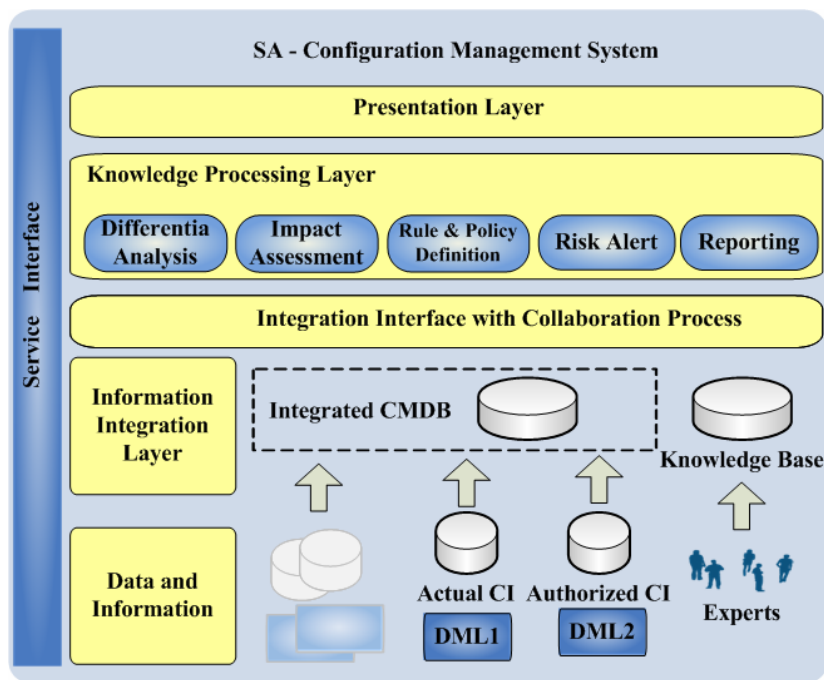 SA - Configuration Management System
Service Interface
Presentation Layer
Knowledge Processing Layer
Differentia
Analysis
Impact
Assessment
Rule & Policy
Definition
Risk Alert
Reporting
Integration Interface with Collaboration Process
Information
Integration
Layer
Integrated CMDB
Knowledge Base
Data and
Information
Actual CI
Authorized CI
DML1
DML2
Experts